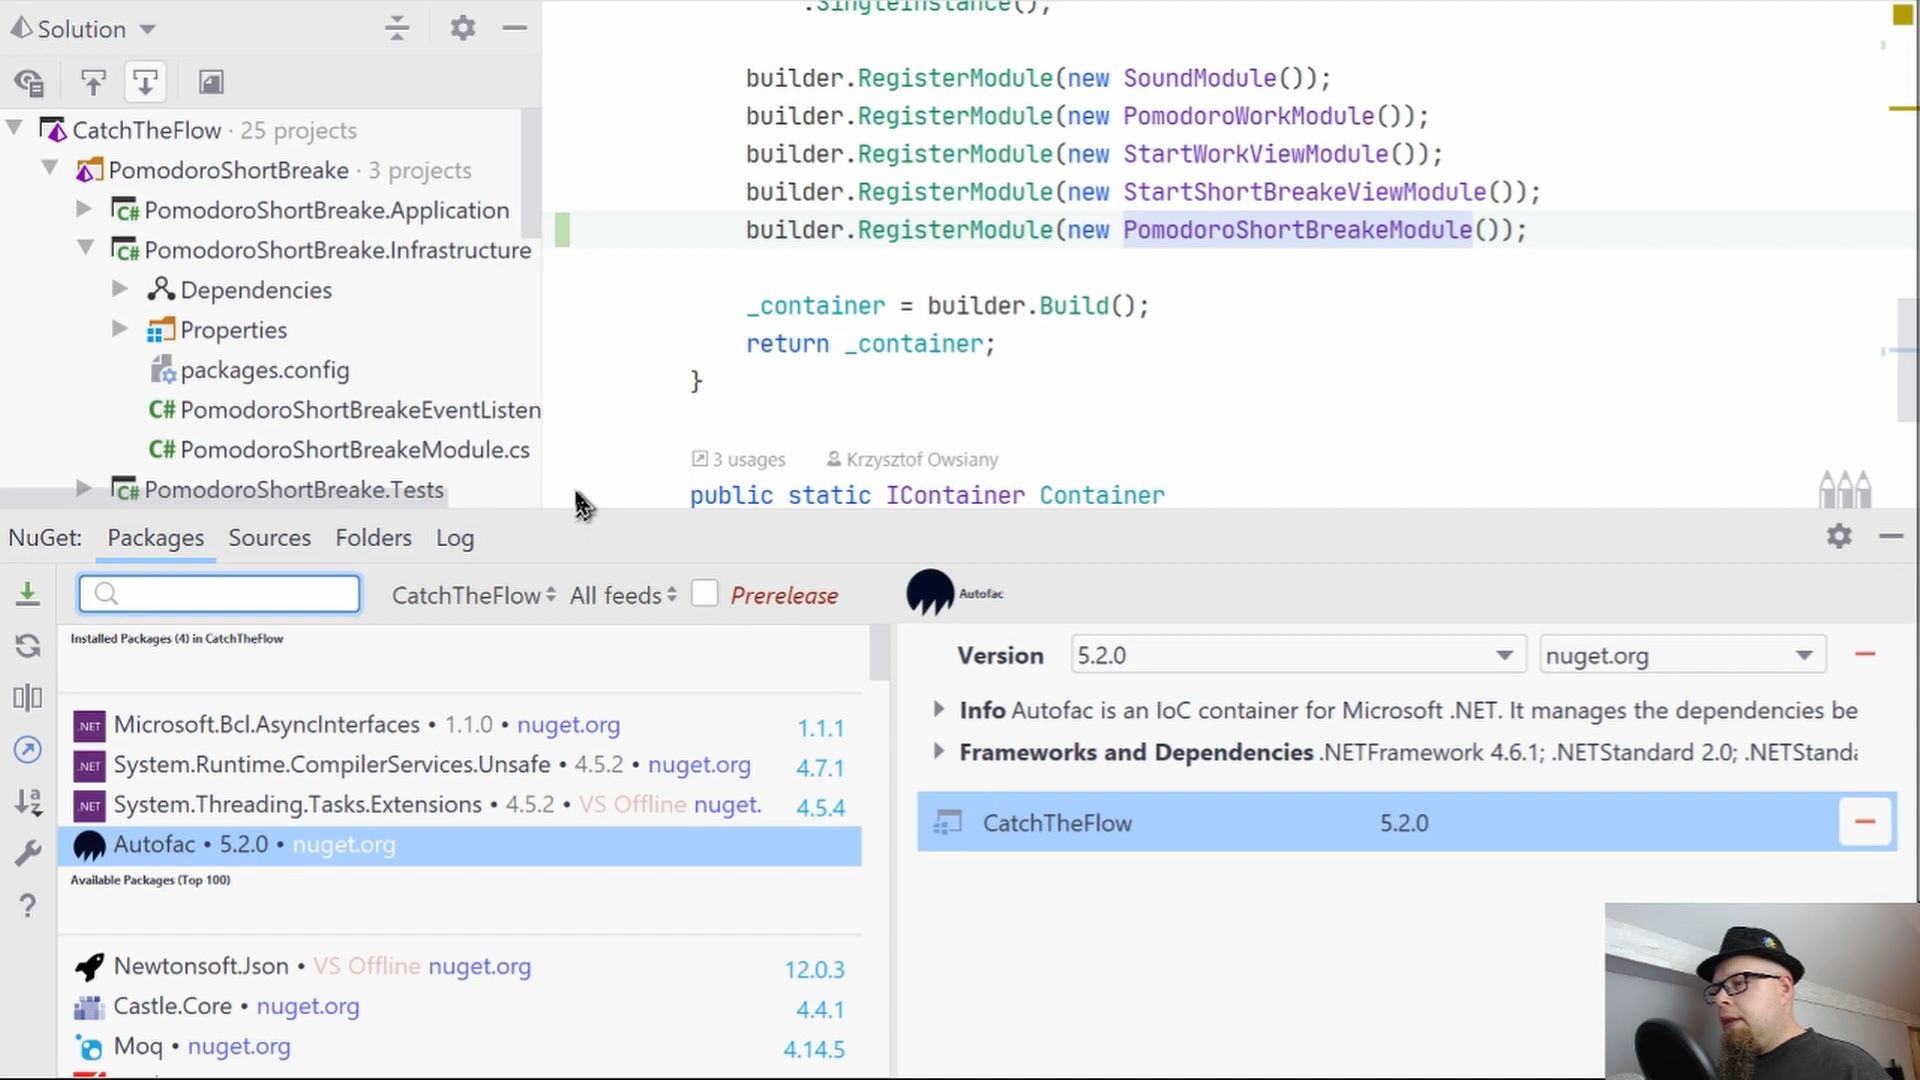 Solution
CatchTheFlow · 25 projects
PomodoroShortBreake · 3 projects
C# PomodoroShortBreake.Application
C# PomodoroShortBreake.Infrastructure
Dependencies
Properties
packages.config
C# PomodoroShortBreakeEventListen
C# PomodoroShortBreakeModule.cs
C# PomodoroShortBreake.Tests
.SingleInstance();
builder.RegisterModule(new SoundModule());
builder.RegisterModule(new PomodoroWorkModule());
builder.RegisterModule(new StartWorkViewModule());
builder.RegisterModule(new StartShortBreakeViewModule());
builder.RegisterModule(new PomodoroShortBreakeModule());
_container = builder.Build();
return _container;
}
3 usages Krzysztof Owsiany
public static IContainer Container
NuGet: Packages Sources Folders Log
CatchTheFlow All feeds Prerelease
Installed Packages (4) in CatchTheFlow
.NET Microsoft.Bcl.AsyncInterfaces • 1.1.0 • nuget.org 1.1.1
.NET System.Runtime.CompilerServices.Unsafe • 4.5.2 • nuget.org 4.7.1
.NET System.Threading.Tasks.Extensions • 4.5.2 • VS Offline nuget. 4.5.4
Autofac • 5.2.0 • nuget.org
Available Packages (Top 100)
Newtonsoft.Json • VS Offline nuget.org 12.0.3
Castle.Core • nuget.org 4.4.1
Moq • nuget.org 4.14.5
Autofac
Version 5.2.0 nuget.org
Info Autofac is an IoC container for Microsoft .NET. It manages the dependencies be
Frameworks and Dependencies .NETFramework 4.6.1; .NETStandard 2.0; .NETStanda
CatchTheFlow 5.2.0